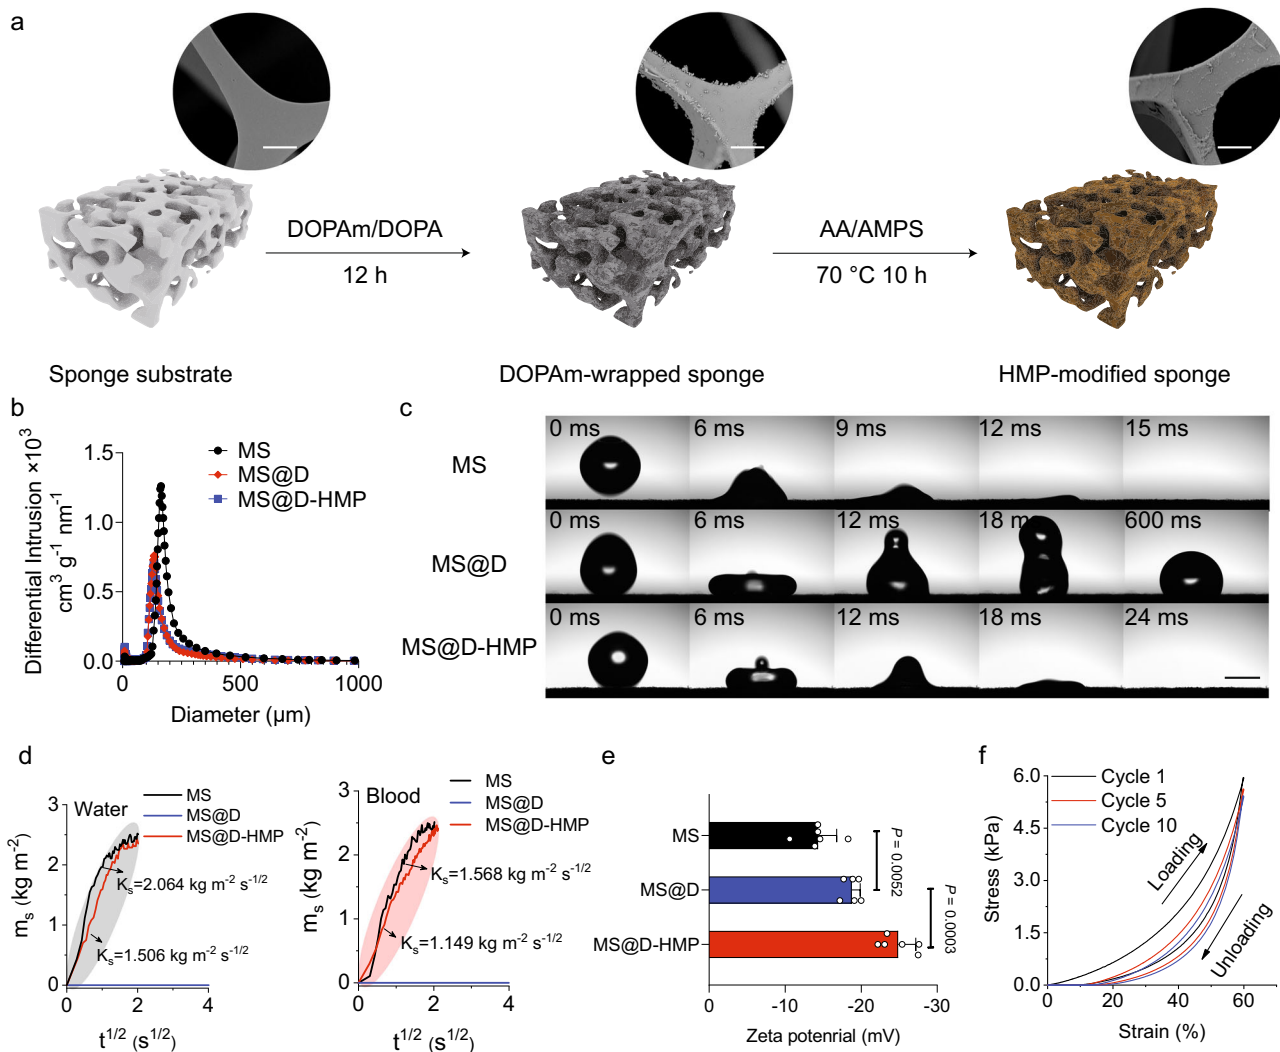 a
DOPAm/DOPA
12 h
AA/AMPS
70 °C 10 h
Sponge substrate
DOPAm-wrapped sponge
HMP-modified sponge
b
Differential Intrusion ×10³
cm³ g⁻¹ nm⁻¹
1.5
1.0
0.5
0.0
0
500
1000
Diameter (µm)
MS
MS@D
MS@D-HMP
c
MS
0 ms
6 ms
9 ms
12 ms
15 ms
MS@D
0 ms
6 ms
12 ms
18 m
600 ms
MS@D-HMP
0 ms
6 ms
12 ms
18 ms
24 ms
d
Water
MS
MS@D
MS@D-HMP
mₛ (kg m⁻²)
3
2
1
0
Kₛ=2.064 kg m⁻² s⁻¹/²
Kₛ=1.506 kg m⁻² s⁻¹/²
0
2
4
t¹/² (s¹/²)
Blood
MS
MS@D
MS@D-HMP
mₛ (kg m⁻²)
3
2
1
0
Kₛ=1.568 kg m⁻² s⁻¹/²
Kₛ=1.149 kg m⁻² s⁻¹/²
0
2
4
t¹/² (s¹/²)
e
MS
MS@D
MS@D-HMP
P = 0.0052
P = 0.0003
0
-10
-20
-30
Zeta potenrial (mV)
f
Stress (kPa)
6.0
4.5
3.0
1.5
0
Cycle 1
Cycle 5
Cycle 10
Loading
Unloading
0
20
40
60
Strain (%)